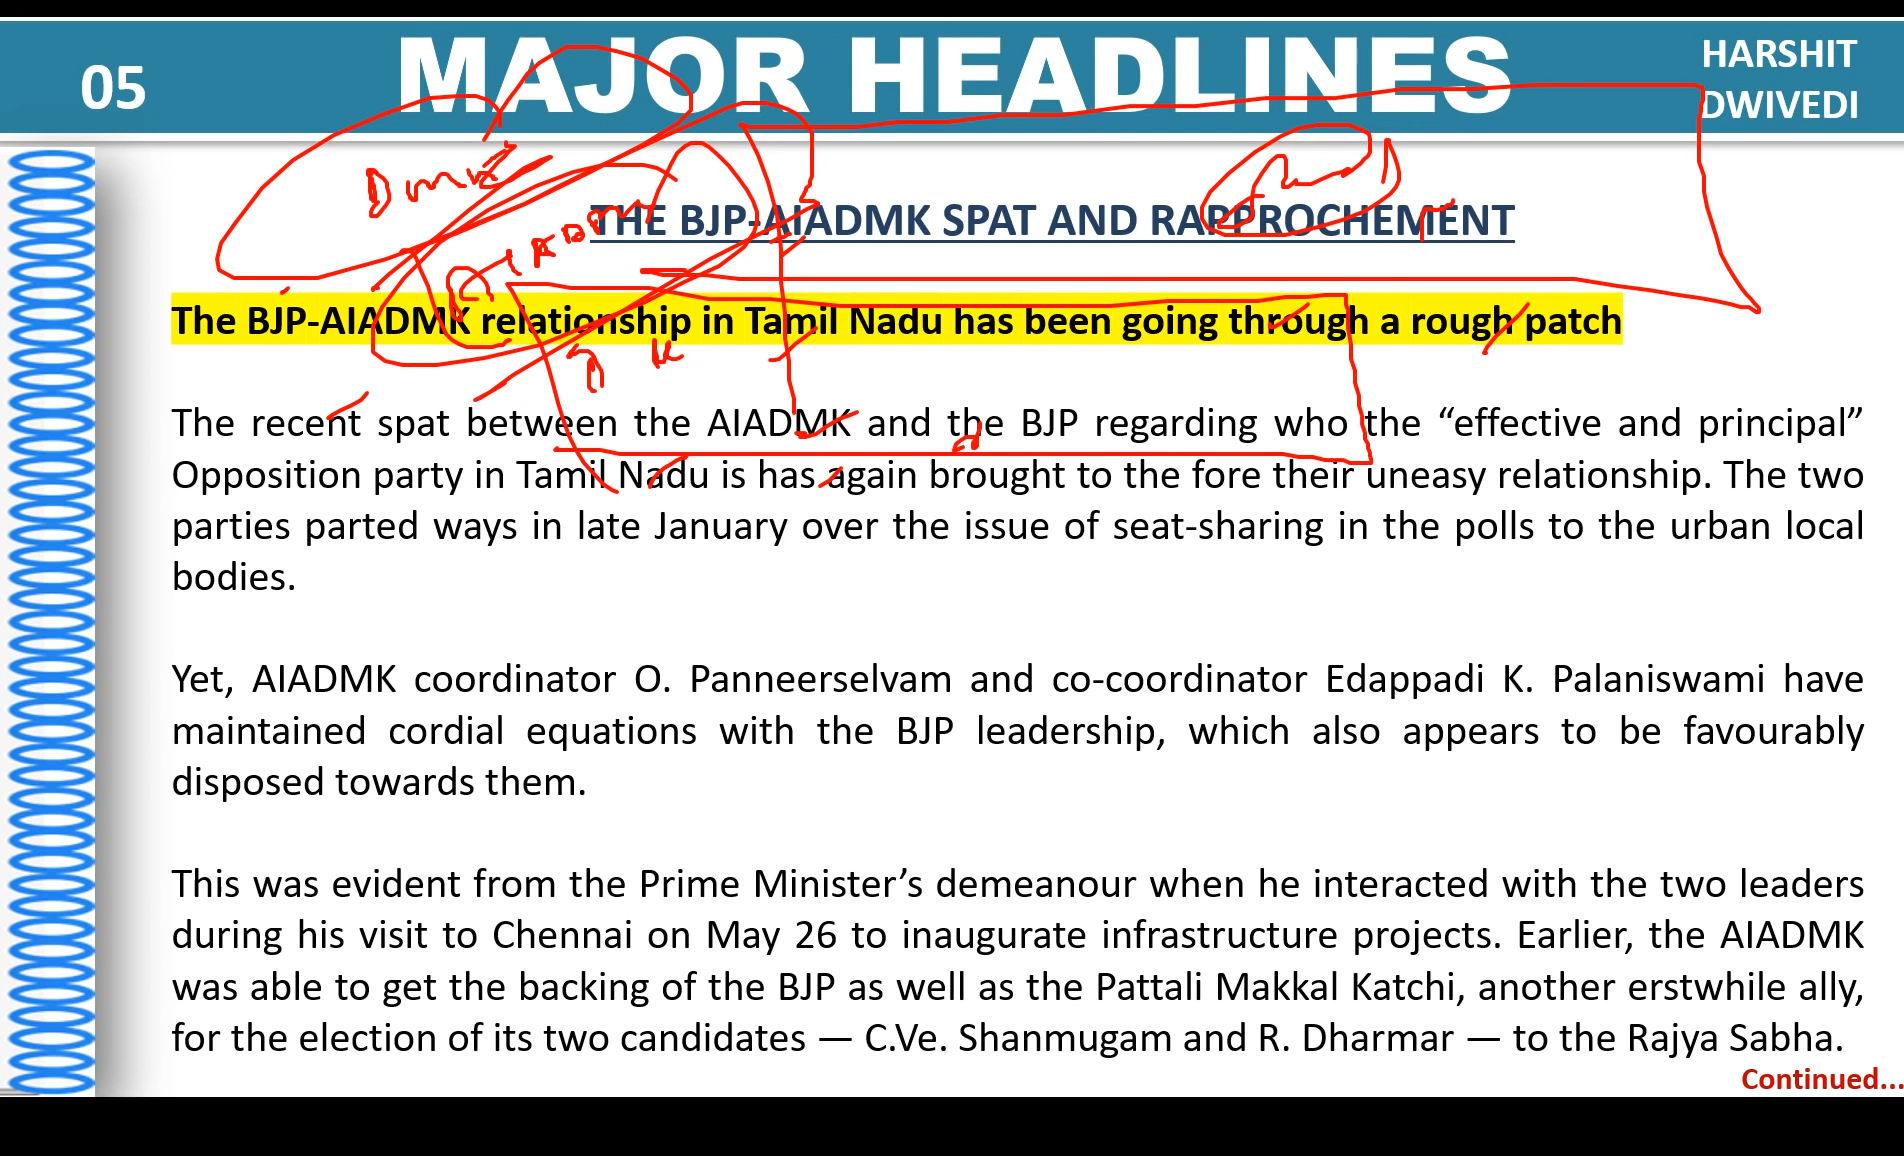 05
MAJOR HEADLINES
HARSHIT
DWIVEDI
THE BJP-AIADMK SPAT AND RAPPROCHEMENT
The BJP-AIADMK relationship in Tamil Nadu has been going through a rough patch
The recent spat between the AIADMK and the BJP regarding who the “effective and principal”
Opposition party in Tamil Nadu is has again brought to the fore their uneasy relationship. The two
parties parted ways in late January over the issue of seat-sharing in the polls to the urban local
bodies.
Yet, AIADMK coordinator O. Panneerselvam and co-coordinator Edappadi K. Palaniswami have
maintained cordial equations with the BJP leadership, which also appears to be favourably
disposed towards them.
This was evident from the Prime Minister’s demeanour when he interacted with the two leaders
during his visit to Chennai on May 26 to inaugurate infrastructure projects. Earlier, the AIADMK
was able to get the backing of the BJP as well as the Pattali Makkal Katchi, another erstwhile ally,
for the election of its two candidates — C.Ve. Shanmugam and R. Dharmar — to the Rajya Sabha.
Continued...